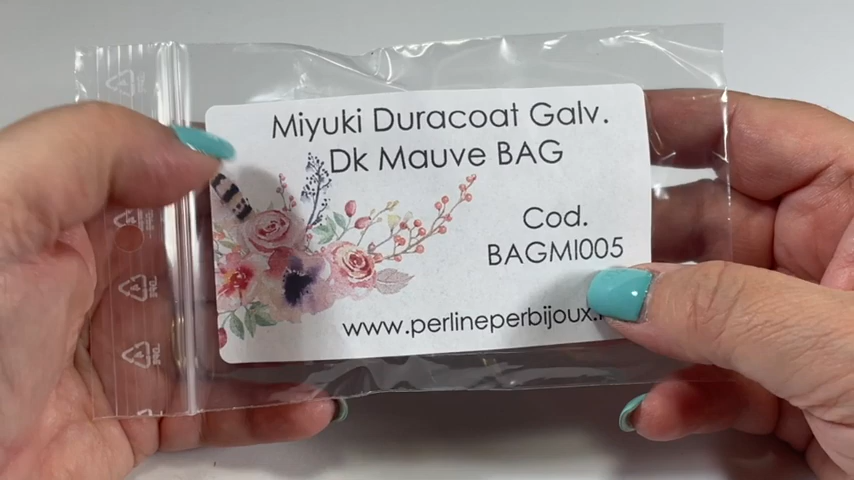 Miyuki Duracoat Galv.
Dk Mauve BAG
Cod.
BAGMI005
www.perlineperbijoux.